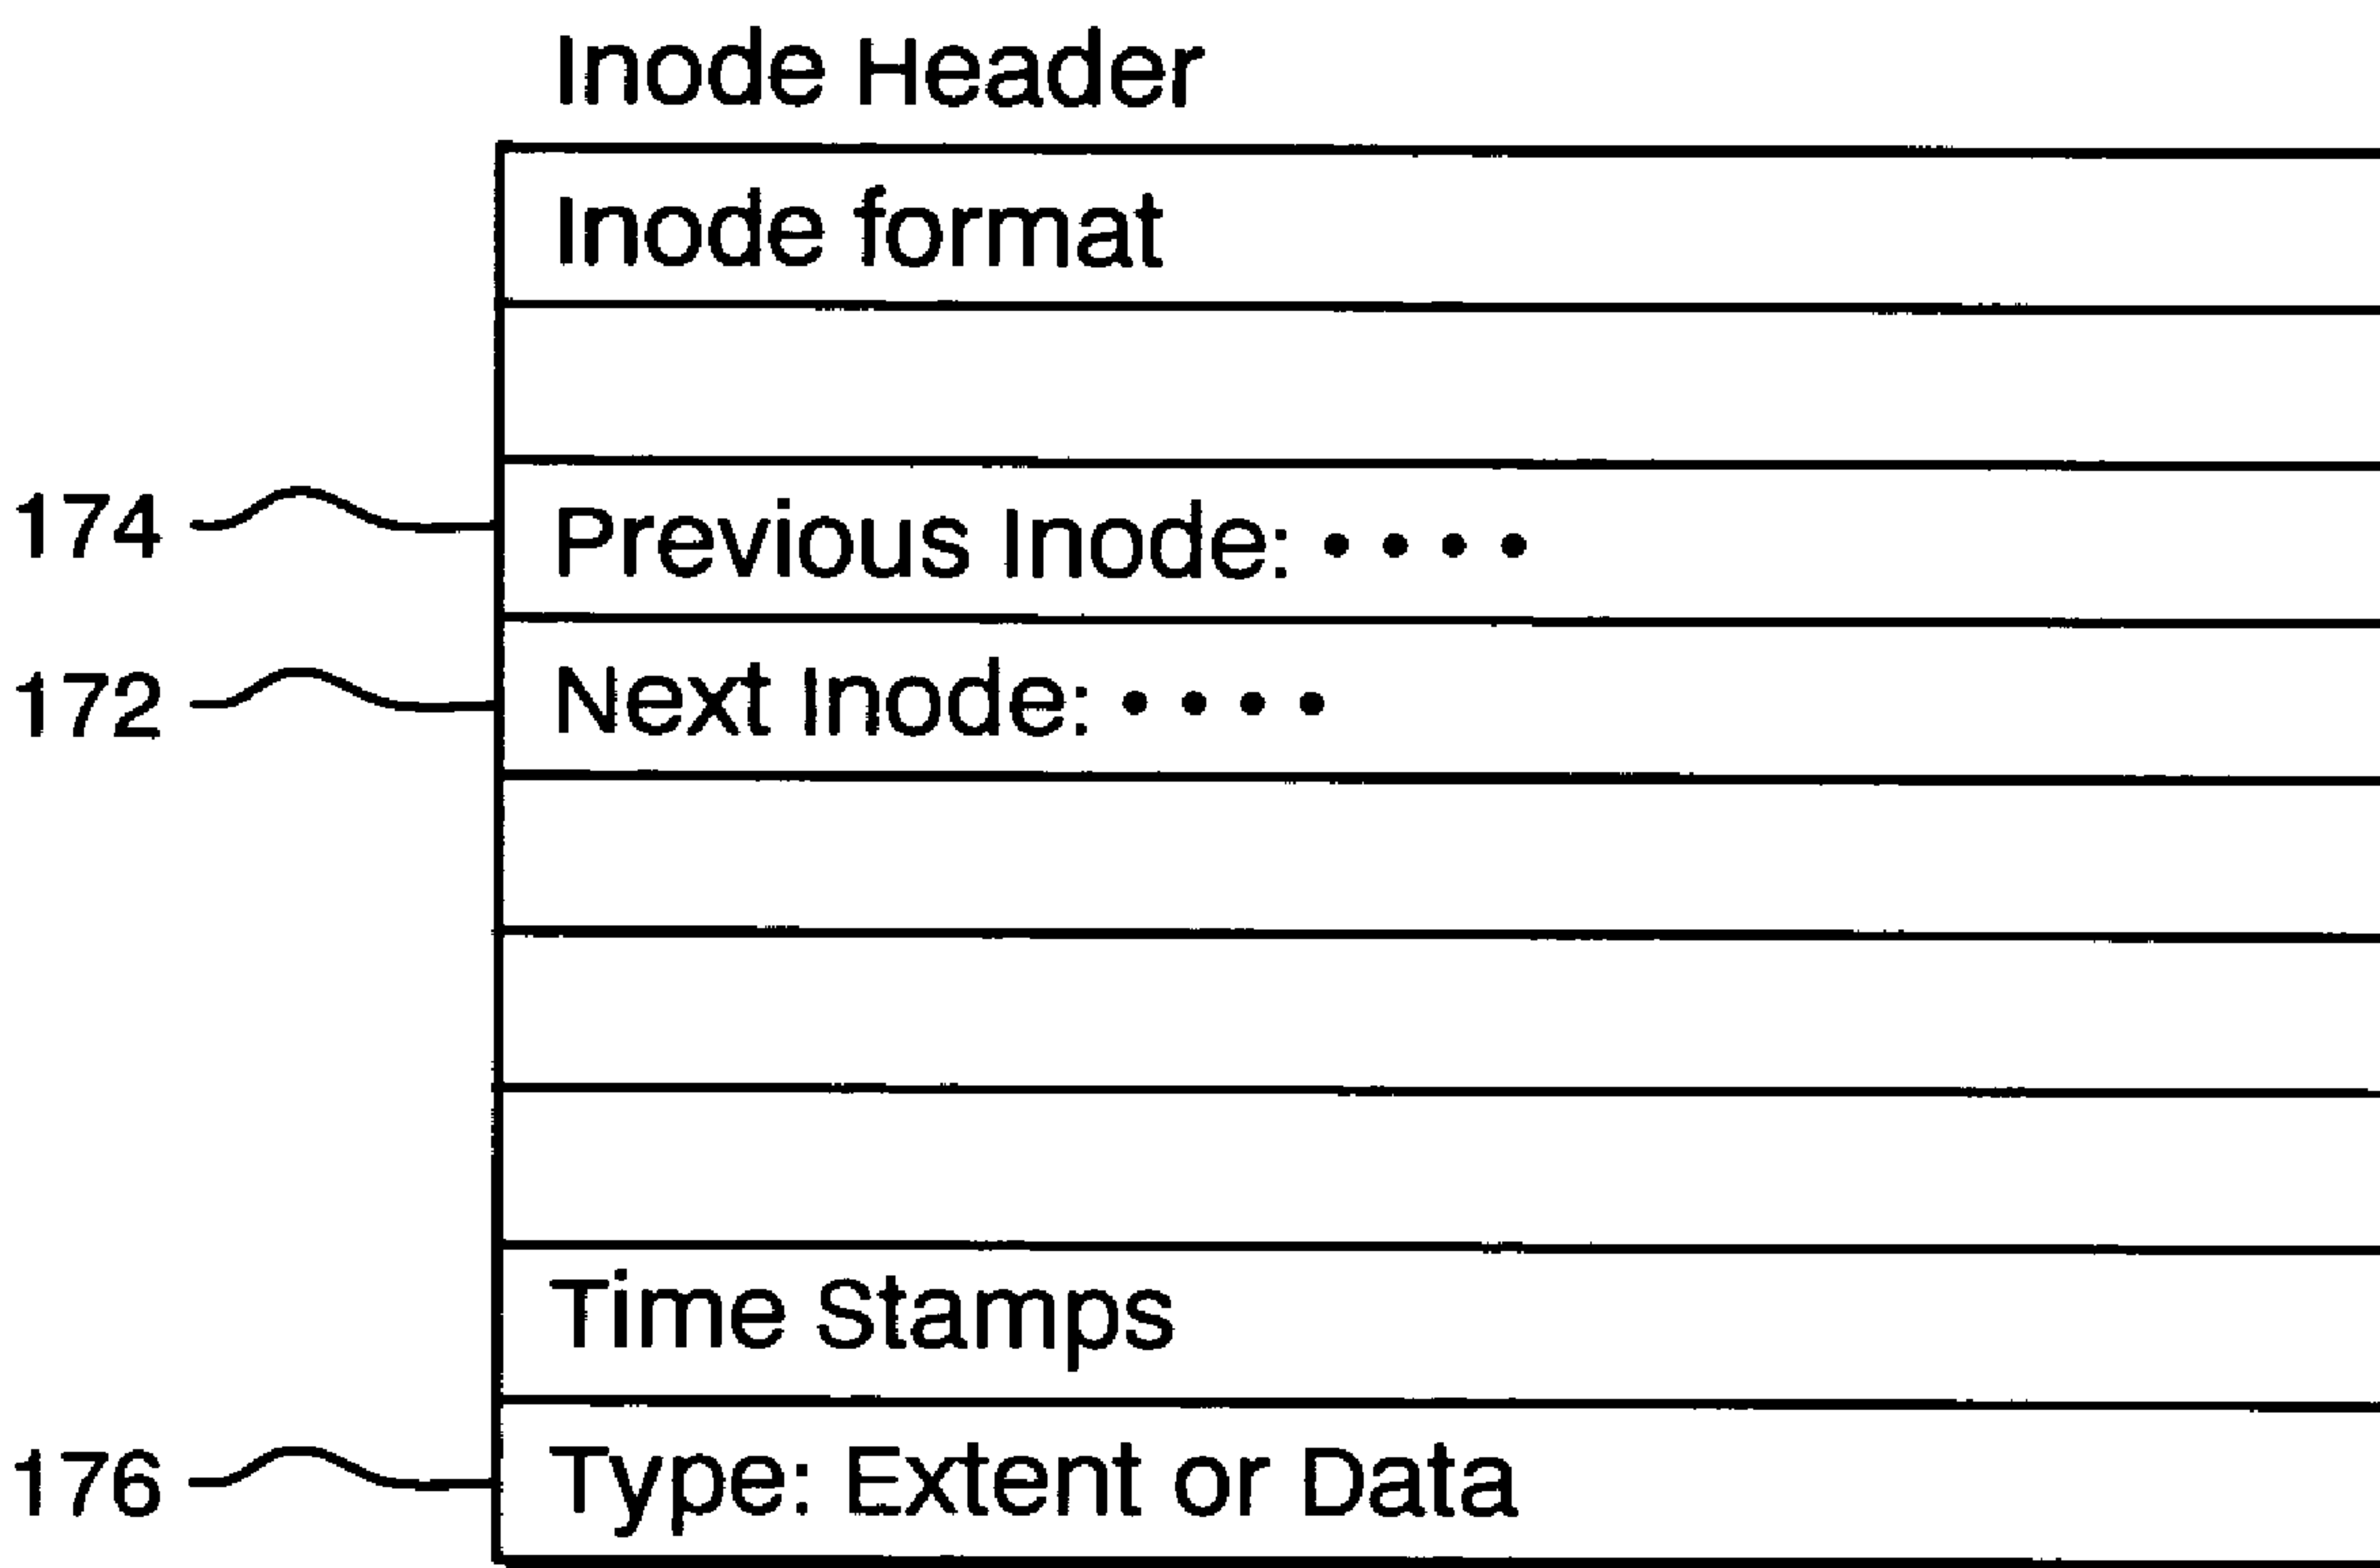 Inode Header
Inode format
174 Previous Inode: • • • •
172 Next Inode: • • • •
Time Stamps
176 Type: Extent or Data